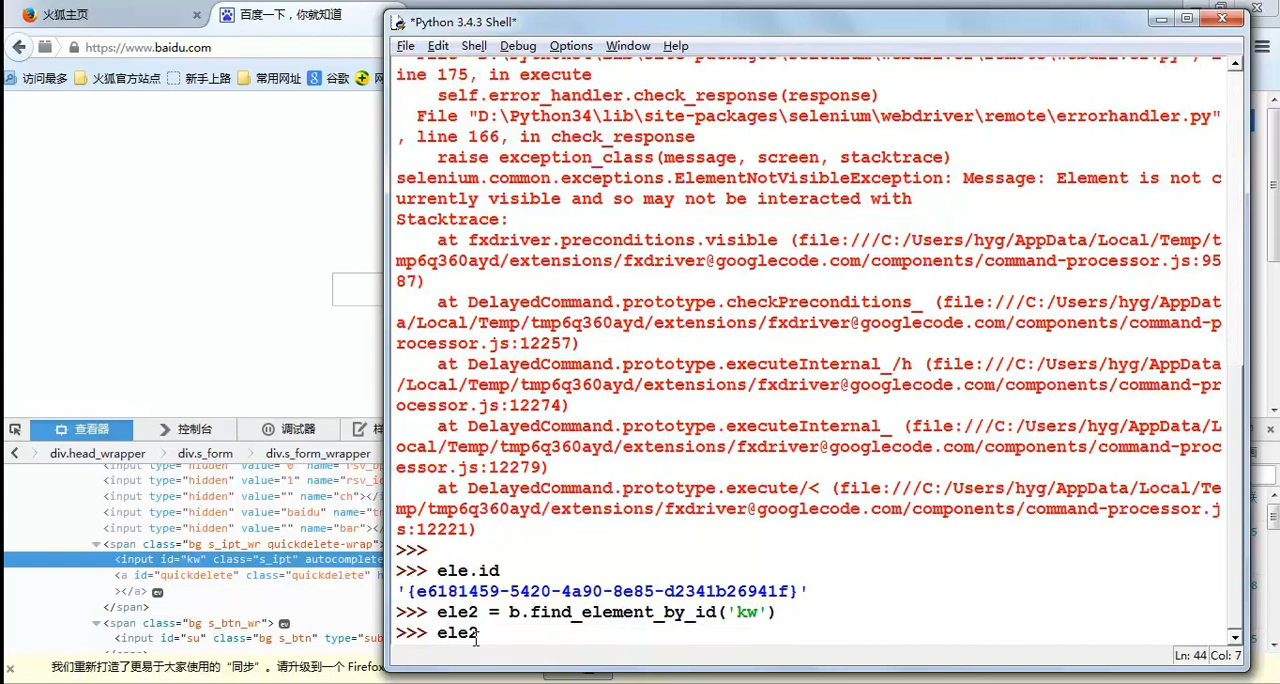 火狐主页
百度一下，你就知道
https://www.baidu.com
访问最多 火狐官方站点 新手上路 常用网址 谷歌
*Python 3.4.3 Shell*
File Edit Shell Debug Options Window Help
ine 175, in execute
self.error_handler.check_response(response)
File "D:\Python34\lib\site-packages\selenium\webdriver\remote\errorhandler.py"
, line 166, in check_response
raise exception_class(message, screen, stacktrace)
selenium.common.exceptions.ElementNotVisibleException: Message: Element is not c
urrently visible and so may not be interacted with
Stacktrace:
at fxdriver.preconditions.visible (file:///C:/Users/hyg/AppData/Local/Temp/t
mp6q360ayd/extensions/fxdriver@googlecode.com/components/command-processor.js:95
87)
at DelayedCommand.prototype.checkPreconditions_ (file:///C:/Users/hyg/AppDat
a/Local/Temp/tmp6q360ayd/extensions/fxdriver@googlecode.com/components/command-p
rocessor.js:12257)
at DelayedCommand.prototype.executeInternal_/h (file:///C:/Users/hyg/AppData
/Local/Temp/tmp6q360ayd/extensions/fxdriver@googlecode.com/components/command-pr
ocessor.js:12274)
at DelayedCommand.prototype.executeInternal_ (file:///C:/Users/hyg/AppData/L
ocal/Temp/tmp6q360ayd/extensions/fxdriver@googlecode.com/components/command-proc
essor.js:12279)
at DelayedCommand.prototype.execute/< (file:///C:/Users/hyg/AppData/Local/Te
mp/tmp6q360ayd/extensions/fxdriver@googlecode.com/components/command-processor.j
s:12221)
>>>
>>> ele.id
'{e6181459-5420-4a90-8e85-d2341b26941f}'
>>> ele2 = b.find_element_by_id('kw')
>>> ele2
Ln: 44 Col: 7
查看器 控制台 调试器
div.head_wrapper div.s_form div.s_form_wrapper
<input type="hidden" value="0" name="rsv_bp
<input type="hidden" value="1" name="rsv_id
<input type="hidden" value="" name="ch"></i
<input type="hidden" value="baidu" name="tn
<input type="hidden" value="" name="bar"></
<span class="bg s_ipt_wr quickdelete-wrap">
<input id="kw" class="s_ipt" autocomplete
<a id="quickdelete" class="quickdelete" h
></a> ev
</span>
<span class="bg s_btn_wr"> ev
<input id="su" class="bg s_btn" type="sub
</span>
我们重新打造了更易于大家使用的“同步”。请升级到一个 Firefox